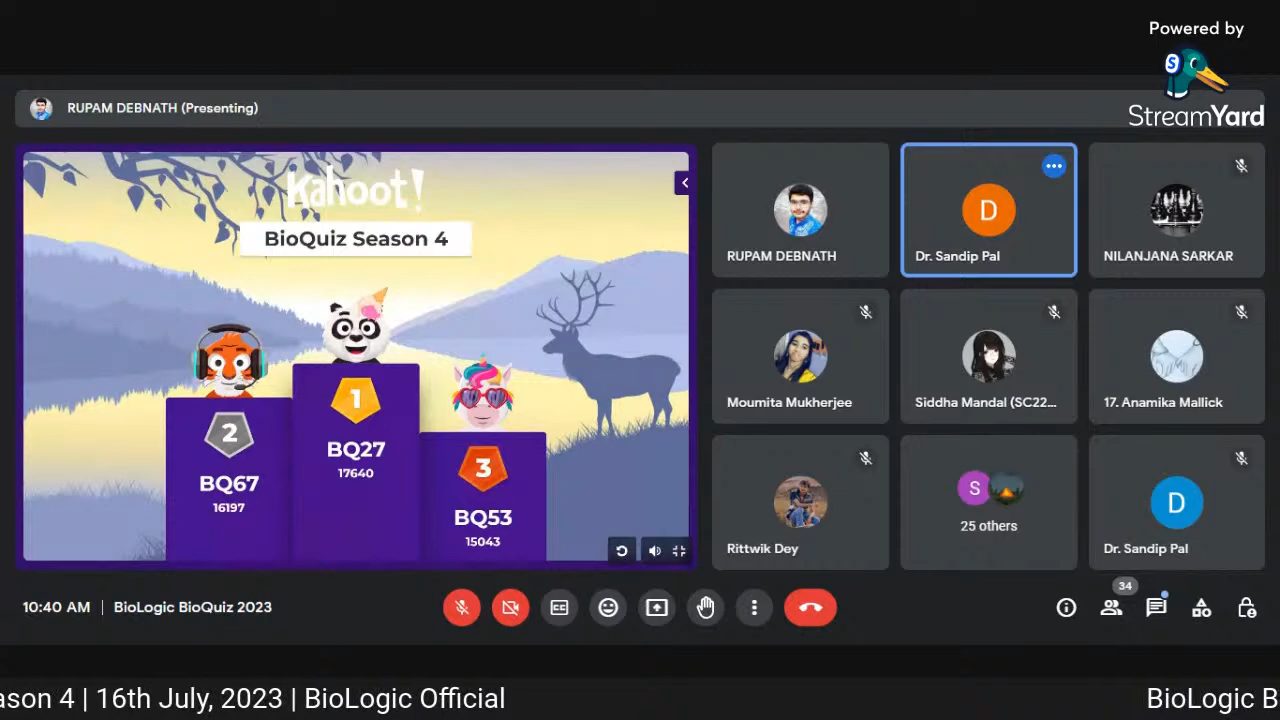 Powered by
StreamYard
RUPAM DEBNATH (Presenting)
Kahoot!
BioQuiz Season 4
1
BQ27
17640
2
BQ67
16197
3
BQ53
15043
RUPAM DEBNATH
D
Dr. Sandip Pal
NILANJANA SARKAR
Moumita Mukherjee
Siddha Mandal (SC22...
17. Anamika Mallick
Rittwik Dey
S
25 others
D
Dr. Sandip Pal
10:40 AM | BioLogic BioQuiz 2023
CC
34
ason 4 | 16th July, 2023 | BioLogic Official
BioLogic B